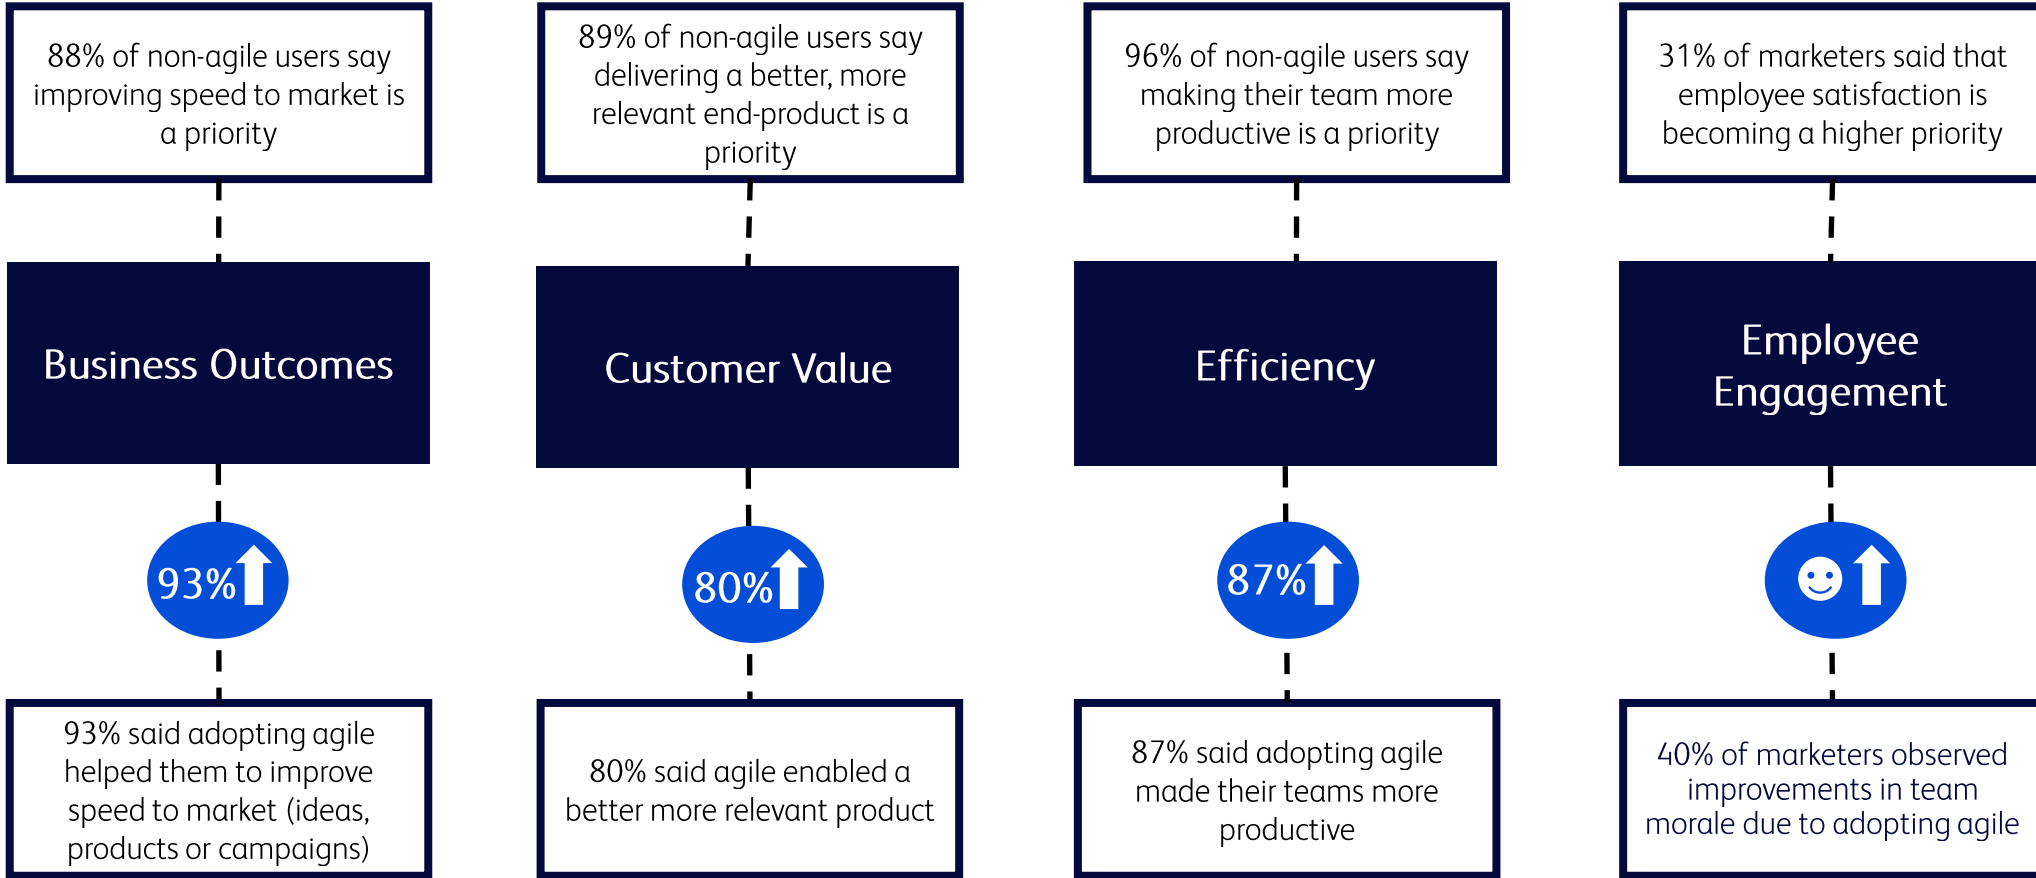 88% of non-agile users say
improving speed to market is
a priority
89% of non-agile users say
delivering a better, more
relevant end-product is a
priority
96% of non-agile users say
making their team more
productive is a priority
31% of marketers said that
employee satisfaction is
becoming a higher priority
Business Outcomes
Customer Value
Efficiency
Employee
Engagement
93%
80%
87%
93% said adopting agile
helped them to improve
speed to market (ideas,
products or campaigns)
80% said agile enabled a
better more relevant product
87% said adopting agile
made their teams more
productive
40% of marketers observed
improvements in team
morale due to adopting agile